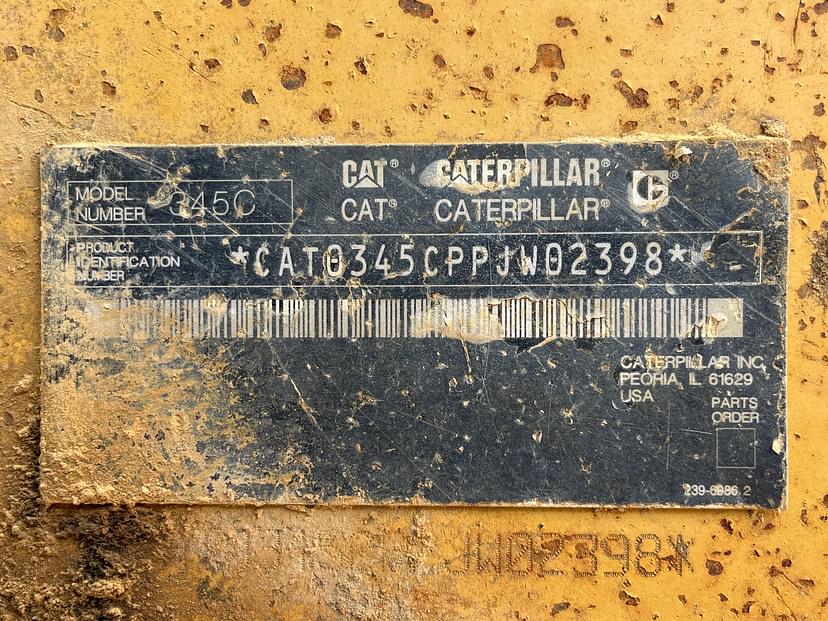 CAT® CATERPILLAR® C®
CAT® CATERPILLAR®
MODEL NUMBER 345C
PRODUCT IDENTIFICATION NUMBER *CAT0345CPPJW02398*
CATERPILLAR INC.
PEORIA, IL 61629
USA
PARTS
ORDER
239-6986 2
JW02398*